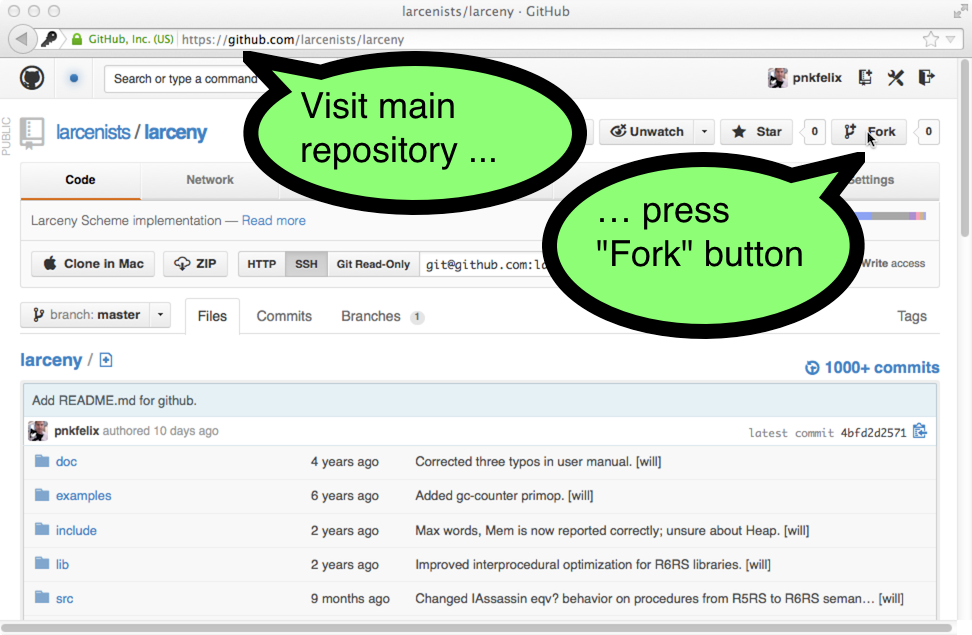 larcenists/larceny · GitHub
GitHub, Inc. (US) https://github.com/larcenists/larceny
Search or type a command
pnkfelix
Visit main
repository ...
PUBLIC
larcenists / larceny
Unwatch
Star 0
Fork 0
Code
Network
... press
"Fork" button
Larceny Scheme implementation — Read more
Clone in Mac
ZIP
HTTP
SSH
Git Read-Only
Write access
branch: master
Files
Commits
Branches 1
Tags
larceny /
1000+ commits
Add README.md for github.
pnkfelix authored 10 days ago
latest commit 4bfd2d2571
doc 4 years ago Corrected three typos in user manual. [will]
examples 6 years ago Added gc-counter primop. [will]
include 2 years ago Max words, Mem is now reported correctly; unsure about Heap. [will]
lib 2 years ago Improved interprocedural optimization for R6RS libraries. [will]
src 9 months ago Changed IAssassin eqv? behavior on procedures from R5RS to R6RS seman... [will]